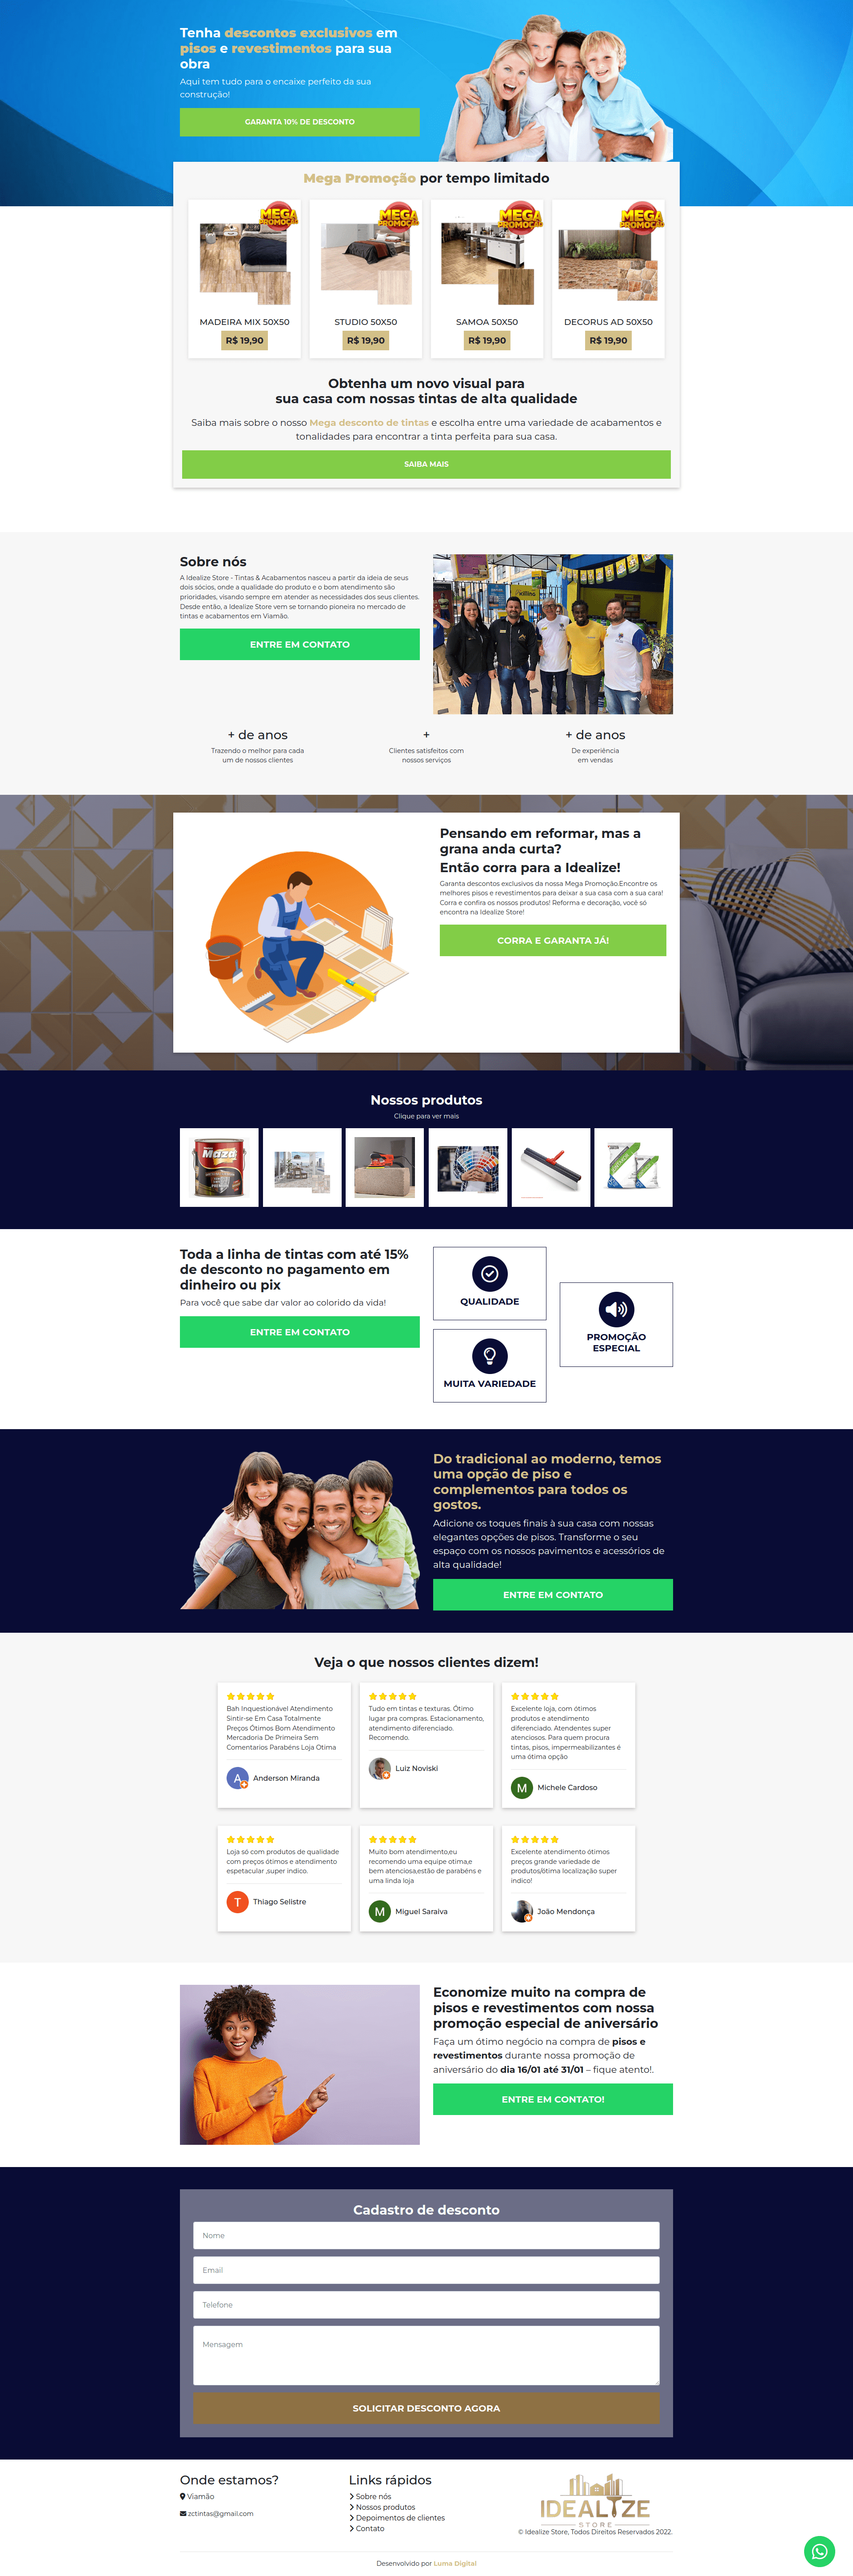 Tenha descontos exclusivos em
pisos e revestimentos para sua
obra
Aqui tem tudo para o encaixe perfeito da sua
construção!
GARANTA 10% DE DESCONTO
Mega Promoção por tempo limitado
MEGA PROMOÇÃO
MEGA PROMOÇÃO
MEGA PROMOÇÃO
MEGA PROMOÇÃO
MADEIRA MIX 50X50
R$ 19,90
STUDIO 50X50
R$ 19,90
SAMOA 50X50
R$ 19,90
DECORUS AD 50X50
R$ 19,90
Obtenha um novo visual para
sua casa com nossas tintas de alta qualidade
Saiba mais sobre o nosso Mega desconto de tintas e escolha entre uma variedade de acabamentos e
tonalidades para encontrar a tinta perfeita para sua casa.
SAIBA MAIS
Sobre nós
A Idealize Store - Tintas & Acabamentos nasceu a partir da ideia de seus
dois sócios, onde a qualidade do produto e o bom atendimento são
prioridades, visando sempre em atender as necessidades dos seus clientes.
Desde então, a Idealize Store vem se tornando pioneira no mercado de
tintas e acabamentos em Viamão.
ENTRE EM CONTATO
+ de anos
Trazendo o melhor para cada
um de nossos clientes
+
Clientes satisfeitos com
nossos serviços
+ de anos
De experiência
em vendas
Pensando em reformar, mas a
grana anda curta?
Então corra para a Idealize!
Garanta descontos exclusivos da nossa Mega Promoção.Encontre os
melhores pisos e revestimentos para deixar a sua casa com a sua cara!
Corra e confira os nossos produtos! Reforma e decoração, você só
encontra na Idealize Store!
CORRA E GARANTA JÁ!
Nossos produtos
Clique para ver mais
Maza
Toda a linha de tintas com até 15%
de desconto no pagamento em
dinheiro ou pix
Para você que sabe dar valor ao colorido da vida!
ENTRE EM CONTATO
QUALIDADE
MUITA VARIEDADE
PROMOÇÃO
ESPECIAL
Do tradicional ao moderno, temos
uma opção de piso e
complementos para todos os
gostos.
Adicione os toques finais à sua casa com nossas
elegantes opções de pisos. Transforme o seu
espaço com os nossos pavimentos e acessórios de
alta qualidade!
ENTRE EM CONTATO
Veja o que nossos clientes dizem!
Bah Inquestionável Atendimento
Sintir-se Em Casa Totalmente
Preços Ótimos Bom Atendimento
Mercadoria De Primeira Sem
Comentarios Parabéns Loja Otima
A
Anderson Miranda
Tudo em tintas e texturas. Ótimo
lugar pra compras. Estacionamento,
atendimento diferenciado.
Recomendo.
Luiz Noviski
Excelente loja, com ótimos
produtos e atendimento
diferenciado. Atendentes super
atenciosos. Para quem procura
tintas, pisos, impermeabilizantes é
uma ótima opção
M
Michele Cardoso
Loja só com produtos de qualidade
com preços ótimos e atendimento
espetacular ,super indico.
T
Thiago Selistre
Muito bom atendimento,eu
recomendo uma equipe otima,e
bem atenciosa,estão de parabéns e
uma linda loja
M
Miguel Saraiva
Excelente atendimento ótimos
preços grande variedade de
produtos/ótima localização super
indico!
João Mendonça
Economize muito na compra de
pisos e revestimentos com nossa
promoção especial de aniversário
Faça um ótimo negócio na compra de pisos e
revestimentos durante nossa promoção de
aniversário do dia 16/01 até 31/01 – fique atento!.
ENTRE EM CONTATO!
Cadastro de desconto
Nome
Email
Telefone
Mensagem
SOLICITAR DESCONTO AGORA
Onde estamos?
Viamão
zctintas@gmail.com
Links rápidos
Sobre nós
Nossos produtos
Depoimentos de clientes
Contato
IDEALIZE
STORE
© Idealize Store, Todos Direitos Reservados 2022.
Desenvolvido por Luma Digital